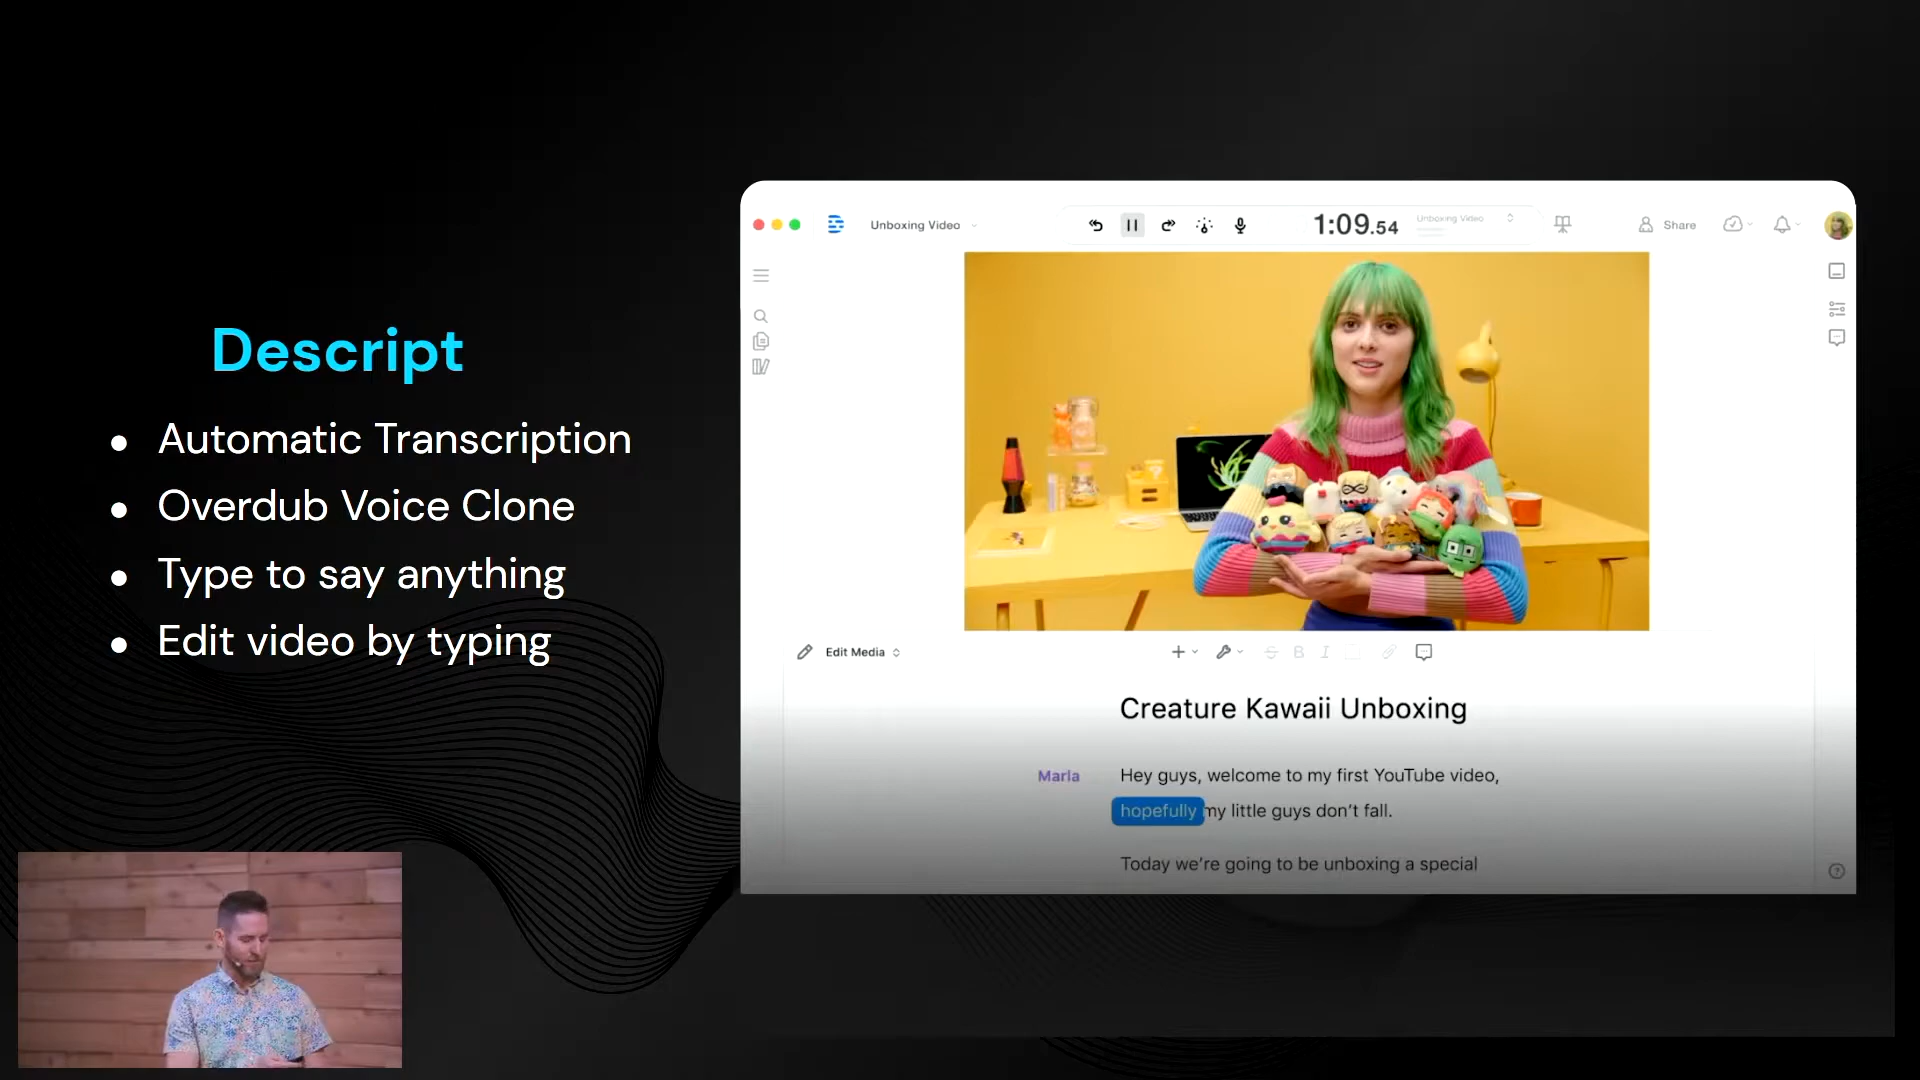 Descript
• Automatic Transcription
• Overdub Voice Clone
• Type to say anything
• Edit video by typing
Unboxing Video
1:09.54
Unboxing Video
Share
Edit Media
B I
Creature Kawaii Unboxing
Marla
Hey guys, welcome to my first YouTube video,
hopefully my little guys don't fall.
Today we're going to be unboxing a special